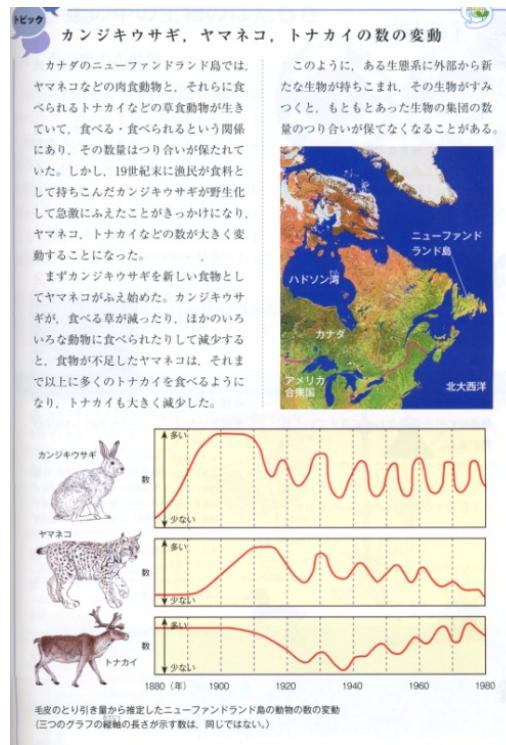 トピック
カンジキウサギ，ヤマネコ，トナカイの数の変動
カナダのニューファンドランド島では，
ヤマネコなどの肉食動物と，それらに食
べられるトナカイなどの草食動物が生き
ていて，食べる・食べられるという関係
にあり，その数量はつり合いが保たれて
いた。しかし，19世紀末に漁民が食料と
して持ちこんだカンジキウサギが野生化
して急激にふえたことがきっかけになり，
ヤマネコ，トナカイなどの数が大きく変
動することになった。
まずカンジキウサギを新しい食物とし
てヤマネコがふえ始めた。カンジキウサ
ギが，食べる草が減ったり，ほかのいろ
いろな動物に食べられたりして減少する
と，食物が不足したヤマネコは，それま
で以上に多くのトナカイを食べるように
なり，トナカイも大きく減少した。
このように，ある生態系に外部から新
たな生物が持ちこまれ，その生物がすみ
つくと，もともとあった生物の集団の数
量のつり合いが保てなくなることがある。
ニューファンド
ランド島
ハドソン湾
カナダ
アメリカ
合衆国
北大西洋
カンジキウサギ
数
多い
少ない
ヤマネコ
数
多い
少ない
トナカイ
数
多い
少ない
1880（年） 1900 1920 1940 1960 1980
毛皮のとり引き量から推定したニューファンドランド島の動物の数の変動
（三つのグラフの縦軸の長さが示す数は，同じではない。）